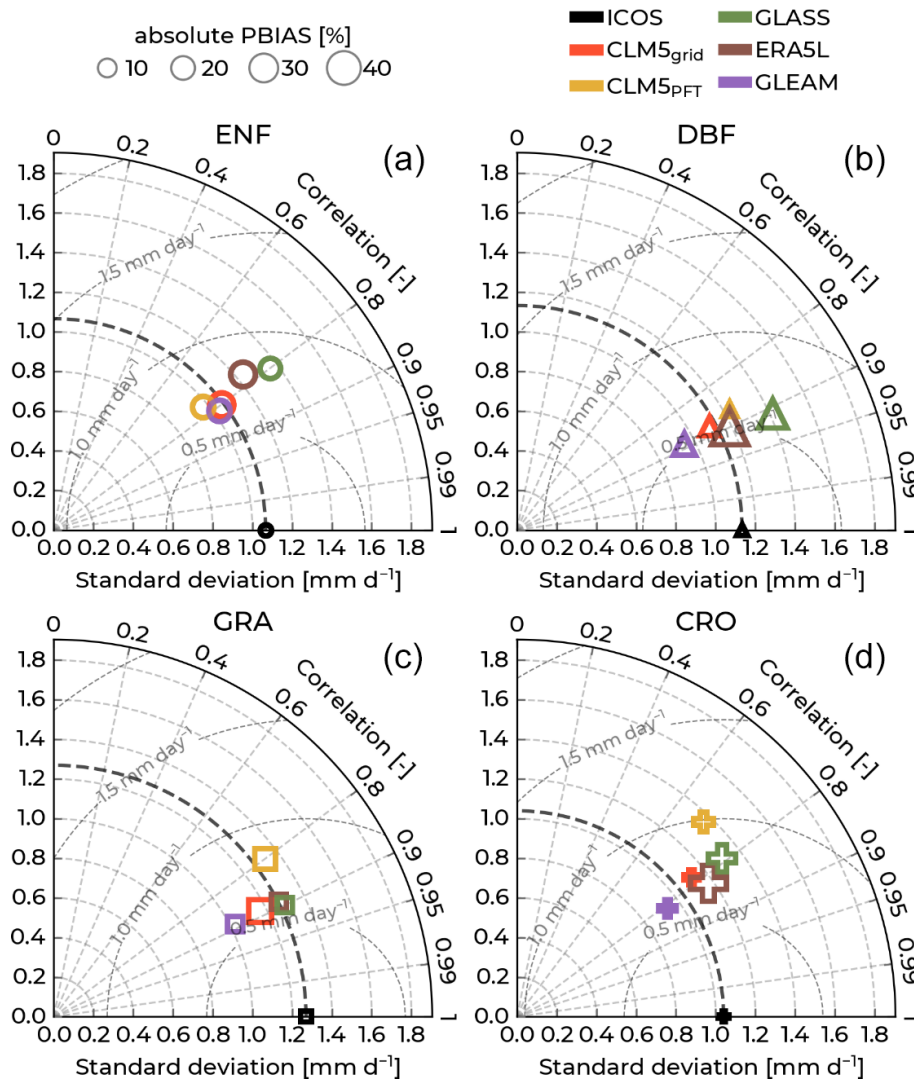 absolute PBIAS [%]
10 20 30 40
ICOS GLASS
CLM5grid ERA5L
CLM5PFT GLEAM
ENF
(a)
0 0.2 0.4 0.6 0.8 0.9 0.95 0.99 1
Correlation [-]
1.8
1.6
1.4
1.2
1.0
0.8
0.6
0.4
0.2
0.0
1.5 mm day⁻¹
1.0 mm day⁻¹
0.5 mm day⁻¹
0.0 0.2 0.4 0.6 0.8 1.0 1.2 1.4 1.6 1.8
Standard deviation [mm d⁻¹]
DBF
(b)
0 0.2 0.4 0.6 0.8 0.9 0.95 0.99 1
Correlation [-]
1.8
1.6
1.4
1.2
1.0
0.8
0.6
0.4
0.2
0.0
1.5 mm day⁻¹
1.0 mm day⁻¹
0.5 mm day⁻¹
0.0 0.2 0.4 0.6 0.8 1.0 1.2 1.4 1.6 1.8
Standard deviation [mm d⁻¹]
GRA
(c)
0 0.2 0.4 0.6 0.8 0.9 0.95 0.99 1
Correlation [-]
1.8
1.6
1.4
1.2
1.0
0.8
0.6
0.4
0.2
0.0
1.5 mm day⁻¹
1.0 mm day⁻¹
0.5 mm day⁻¹
0.0 0.2 0.4 0.6 0.8 1.0 1.2 1.4 1.6 1.8
Standard deviation [mm d⁻¹]
CRO
(d)
0 0.2 0.4 0.6 0.8 0.9 0.95 0.99 1
Correlation [-]
1.8
1.6
1.4
1.2
1.0
0.8
0.6
0.4
0.2
0.0
1.5 mm day⁻¹
1.0 mm day⁻¹
0.5 mm day⁻¹
0.0 0.2 0.4 0.6 0.8 1.0 1.2 1.4 1.6 1.8
Standard deviation [mm d⁻¹]